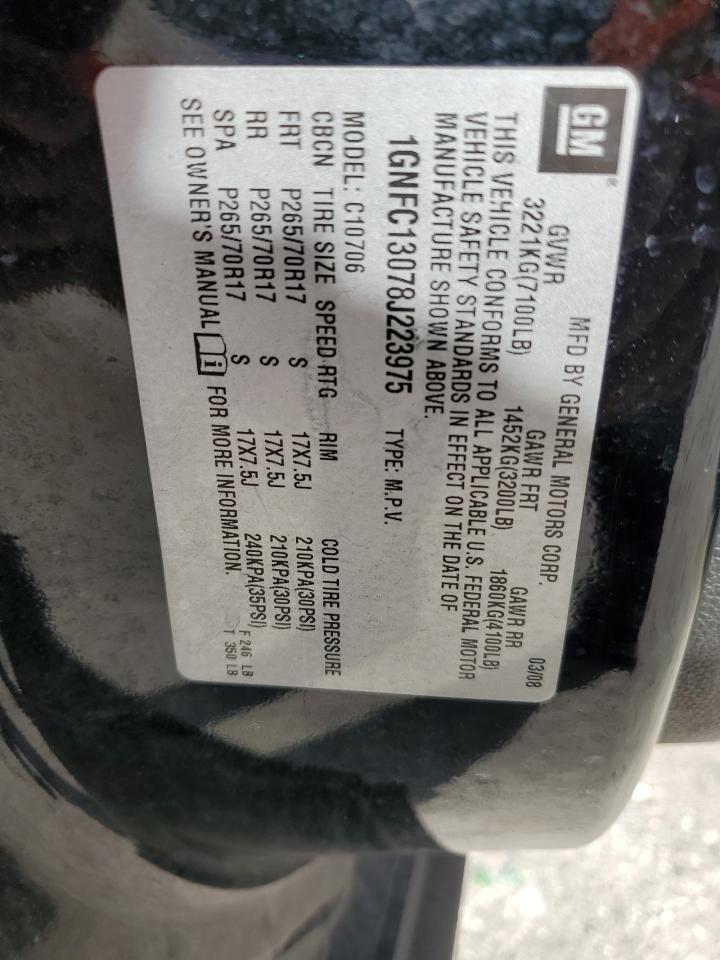 GM®
MFD BY GENERAL MOTORS CORP. 03/08
GVWR GAWR FRT GAWR RR
3221KG(7100LB) 1452KG(3200LB) 1860KG(4100LB)
THIS VEHICLE CONFORMS TO ALL APPLICABLE U.S. FEDERAL MOTOR
VEHICLE SAFETY STANDARDS IN EFFECT ON THE DATE OF
MANUFACTURE SHOWN ABOVE.
1GNFC13078J223975 TYPE: M.P.V.
MODEL: C10706
CBCN TIRE SIZE SPEED RTG RIM COLD TIRE PRESSURE
FRT P265/70R17 S 17X7.5J 210KPA(30PSI)
RR P265/70R17 S 17X7.5J 210KPA(30PSI)
SPA P265/70R17 S 17X7.5J 240KPA(35PSI)
SEE OWNER'S MANUAL i FOR MORE INFORMATION.
F 246 LB
T 350 LB